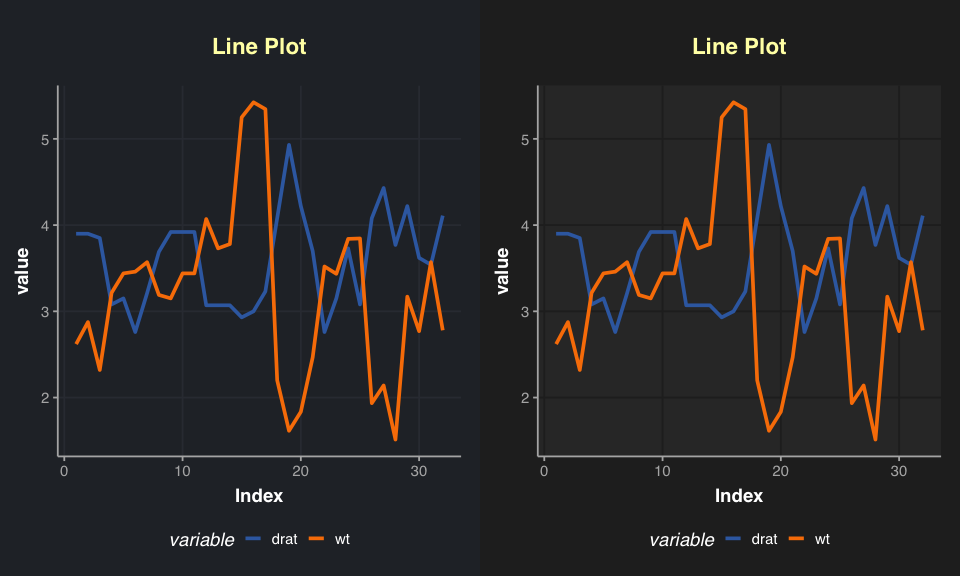 Line Plot
value
5
4
3
2
0 10 20 30
Index
variable drat wt
Line Plot
value
5
4
3
2
0 10 20 30
Index
variable drat wt